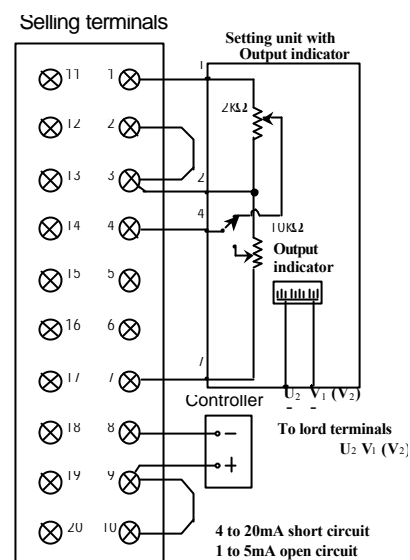 Selling terminals
Setting unit with
Output indicator
11 1
12 2
13 3
14 4
15 5
16 6
17 7
18 8
19 9
20 10
1
2
4
7
2KΩ
10KΩ
Output
indicator
U2 V1 (V2)
To lord terminals
U2 V1 (V2)
Controller
−
+
4 to 20mA short circuit
1 to 5mA open circuit